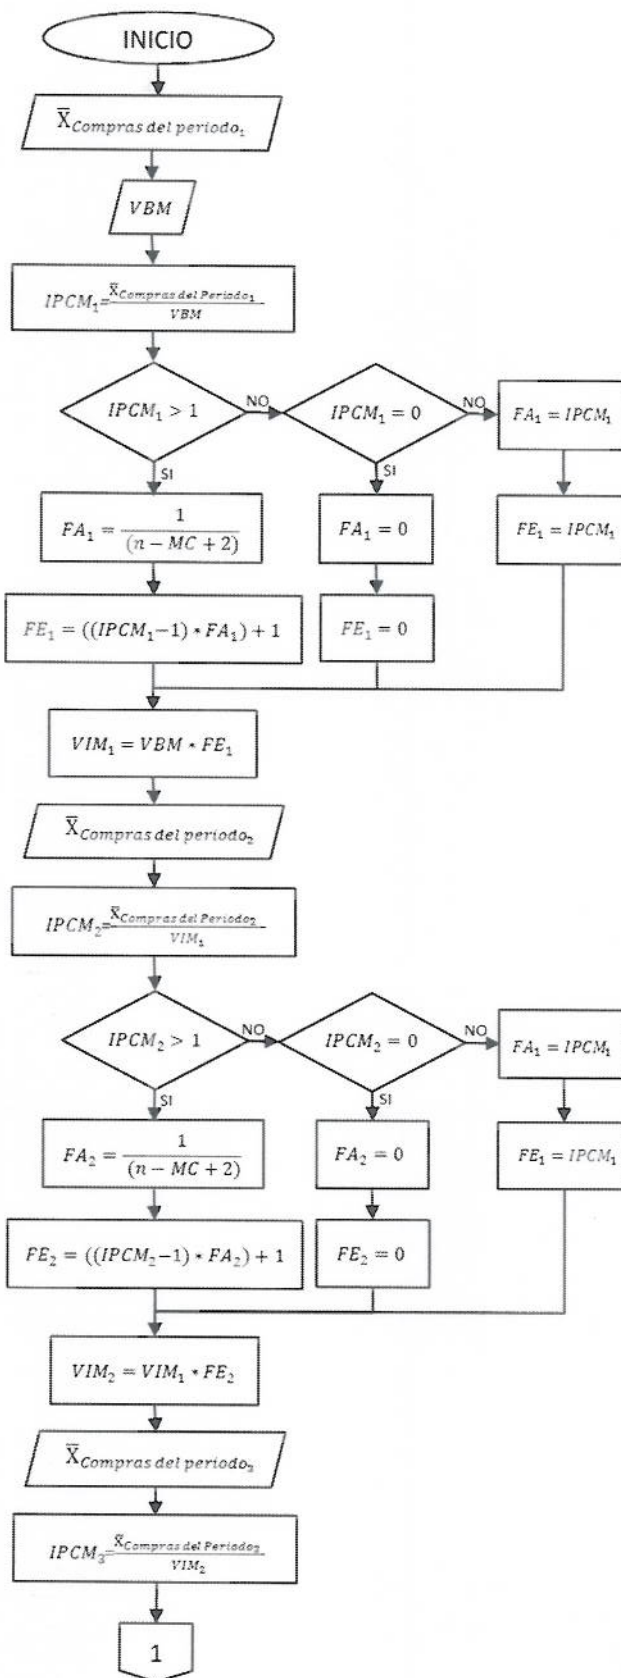 INICIO
X̅ Compras del periodo₁
VBM
IPCM₁=X̅ Compras del Periodo₁/VBM
IPCM₁ > 1
NO
IPCM₁ = 0
NO
FA₁ = IPCM₁
SI
SI
FA₁ = 1/(n − MC + 2)
FA₁ = 0
FE₁ = IPCM₁
FE₁ = ((IPCM₁−1) * FA₁) + 1
FE₁ = 0
VIM₁ = VBM * FE₁
X̅ Compras del periodo₂
IPCM₂=X̅ Compras del Periodo₂/VIM₁
IPCM₂ > 1
NO
IPCM₂ = 0
NO
FA₁ = IPCM₁
SI
SI
FA₂ = 1/(n − MC + 2)
FA₂ = 0
FE₁ = IPCM₁
FE₂ = ((IPCM₂−1) * FA₂) + 1
FE₂ = 0
VIM₂ = VIM₁ * FE₂
X̅ Compras del periodo
IPCM₃=X̅ Compras del Periodo/VIM₂
1